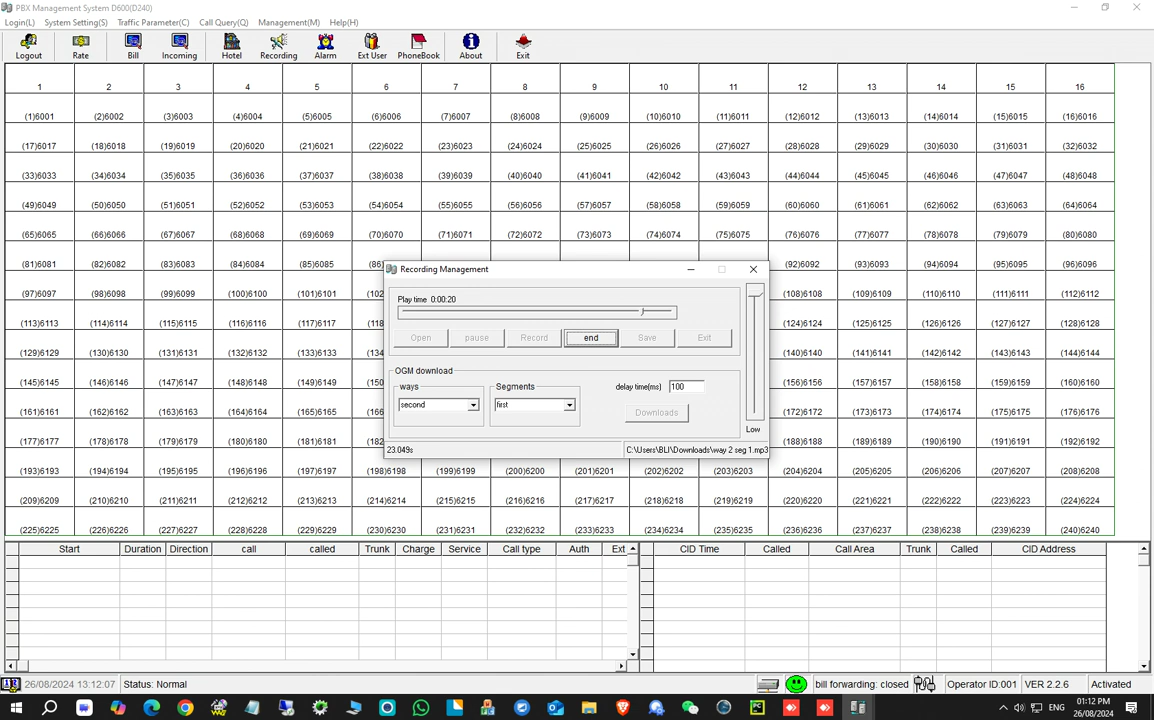 PBX Management System D600(D240)
Login(L) System Setting(S) Traffic Parameter(C) Call Query(Q) Management(M) Help(H)
Logout Rate Bill Incoming Hotel Recording Alarm Ext User PhoneBook About Exit
1 2 3 4 5 6 7 8 9 10 11 12 13 14 15 16
(1)6001 (2)6002 (3)6003 (4)6004 (5)6005 (6)6006 (7)6007 (8)6008 (9)6009 (10)6010 (11)6011 (12)6012 (13)6013 (14)6014 (15)6015 (16)6016
(17)6017 (18)6018 (19)6019 (20)6020 (21)6021 (22)6022 (23)6023 (24)6024 (25)6025 (26)6026 (27)6027 (28)6028 (29)6029 (30)6030 (31)6031 (32)6032
(33)6033 (34)6034 (35)6035 (36)6036 (37)6037 (38)6038 (39)6039 (40)6040 (41)6041 (42)6042 (43)6043 (44)6044 (45)6045 (46)6046 (47)6047 (48)6048
(49)6049 (50)6050 (51)6051 (52)6052 (53)6053 (54)6054 (55)6055 (56)6056 (57)6057 (58)6058 (59)6059 (60)6060 (61)6061 (62)6062 (63)6063 (64)6064
(65)6065 (66)6066 (67)6067 (68)6068 (69)6069 (70)6070 (71)6071 (72)6072 (73)6073 (74)6074 (75)6075 (76)6076 (77)6077 (78)6078 (79)6079 (80)6080
(81)6081 (82)6082 (83)6083 (84)6084 (85)6085 (86) (92)6092 (93)6093 (94)6094 (95)6095 (96)6096
(97)6097 (98)6098 (99)6099 (100)6100 (101)6101 (102 (108)6108 (109)6109 (110)6110 (111)6111 (112)6112
(113)6113 (114)6114 (115)6115 (116)6116 (117)6117 (118 (124)6124 (125)6125 (126)6126 (127)6127 (128)6128
(129)6129 (130)6130 (131)6131 (132)6132 (133)6133 (134 (140)6140 (141)6141 (142)6142 (143)6143 (144)6144
(145)6145 (146)6146 (147)6147 (148)6148 (149)6149 (150 (156)6156 (157)6157 (158)6158 (159)6159 (160)6160
(161)6161 (162)6162 (163)6163 (164)6164 (165)6165 (166 (172)6172 (173)6173 (174)6174 (175)6175 (176)6176
(177)6177 (178)6178 (179)6179 (180)6180 (181)6181 (182 (188)6188 (189)6189 (190)6190 (191)6191 (192)6192
(193)6193 (194)6194 (195)6195 (196)6196 (197)6197 (198)6198 (199)6199 (200)6200 (201)6201 (202)6202 (203)6203 (204)6204 (205)6205 (206)6206 (207)6207 (208)6208
(209)6209 (210)6210 (211)6211 (212)6212 (213)6213 (214)6214 (215)6215 (216)6216 (217)6217 (218)6218 (219)6219 (220)6220 (221)6221 (222)6222 (223)6223 (224)6224
(225)6225 (226)6226 (227)6227 (228)6228 (229)6229 (230)6230 (231)6231 (232)6232 (233)6233 (234)6234 (235)6235 (236)6236 (237)6237 (238)6238 (239)6239 (240)6240
Recording Management
Play time 0:00:20
Open pause Record end Save Exit
OGM download
ways Segments delay time(ms) 100
second first Downloads
Low
23.049s C:\Users\BLI\Downloads\way 2 seg 1.mp3
Start Duration Direction call called Trunk Charge Service Call type Auth Ext CID Time Called Call Area Trunk Called CID Address
26/08/2024 13:12:07 Status: Normal bill forwarding: closed Operator ID:001 VER 2.2.6 Activated
ENG 01:12 PM
26/08/2024